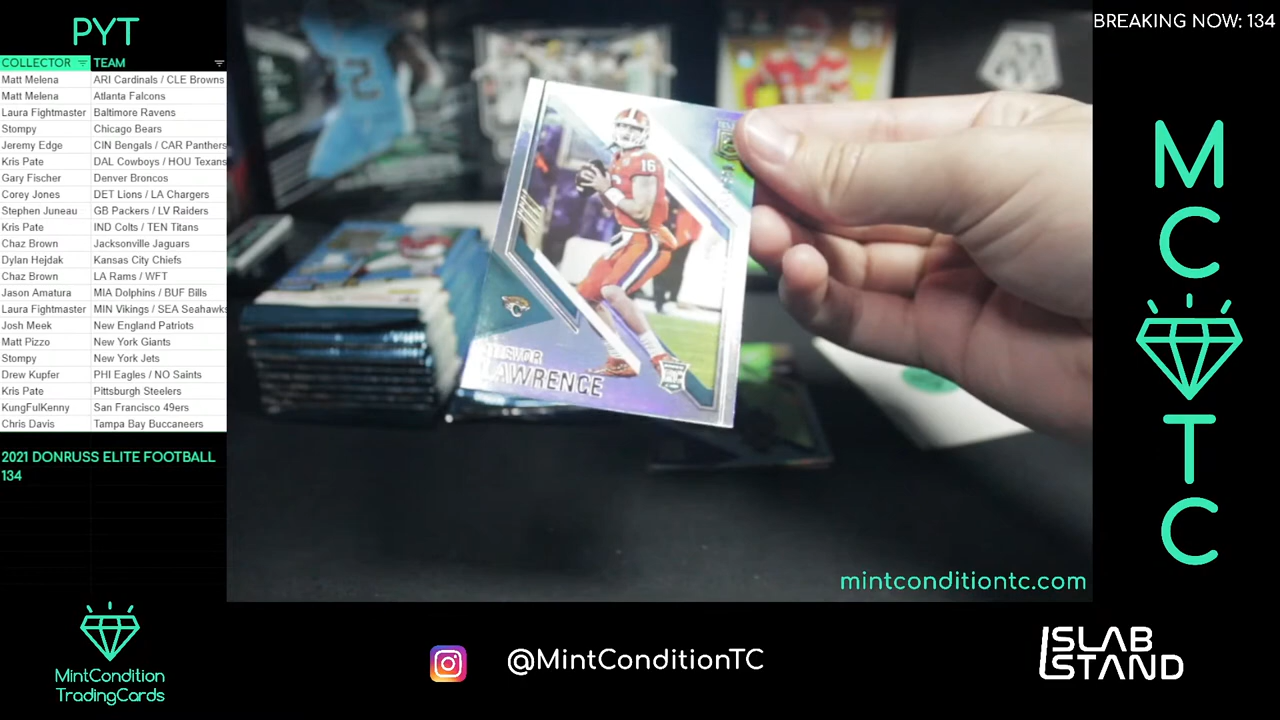 PYT
COLLECTOR TEAM
Matt Melena ARI Cardinals / CLE Browns
Matt Melena Atlanta Falcons
Laura Fightmaster Baltimore Ravens
Stompy Chicago Bears
Jeremy Edge CIN Bengals / CAR Panthers
Kris Pate DAL Cowboys / HOU Texans
Gary Fischer Denver Broncos
Corey Jones DET Lions / LA Chargers
Stephen Juneau GB Packers / LV Raiders
Kris Pate IND Colts / TEN Titans
Chaz Brown Jacksonville Jaguars
Dylan Hejdak Kansas City Chiefs
Chaz Brown LA Rams / WFT
Jason Amatura MIA Dolphins / BUF Bills
Laura Fightmaster MIN Vikings / SEA Seahawks
Josh Meek New England Patriots
Matt Pizzo New York Giants
Stompy New York Jets
Drew Kupfer PHI Eagles / NO Saints
Kris Pate Pittsburgh Steelers
KungFulKenny San Francisco 49ers
Chris Davis Tampa Bay Buccaneers
2021 DONRUSS ELITE FOOTBALL
134
MintCondition
TradingCards
16
LAWRENCE
mintconditiontc.com
@MintConditionTC
BREAKING NOW: 134
M
C
T
C
SLAB
STAND